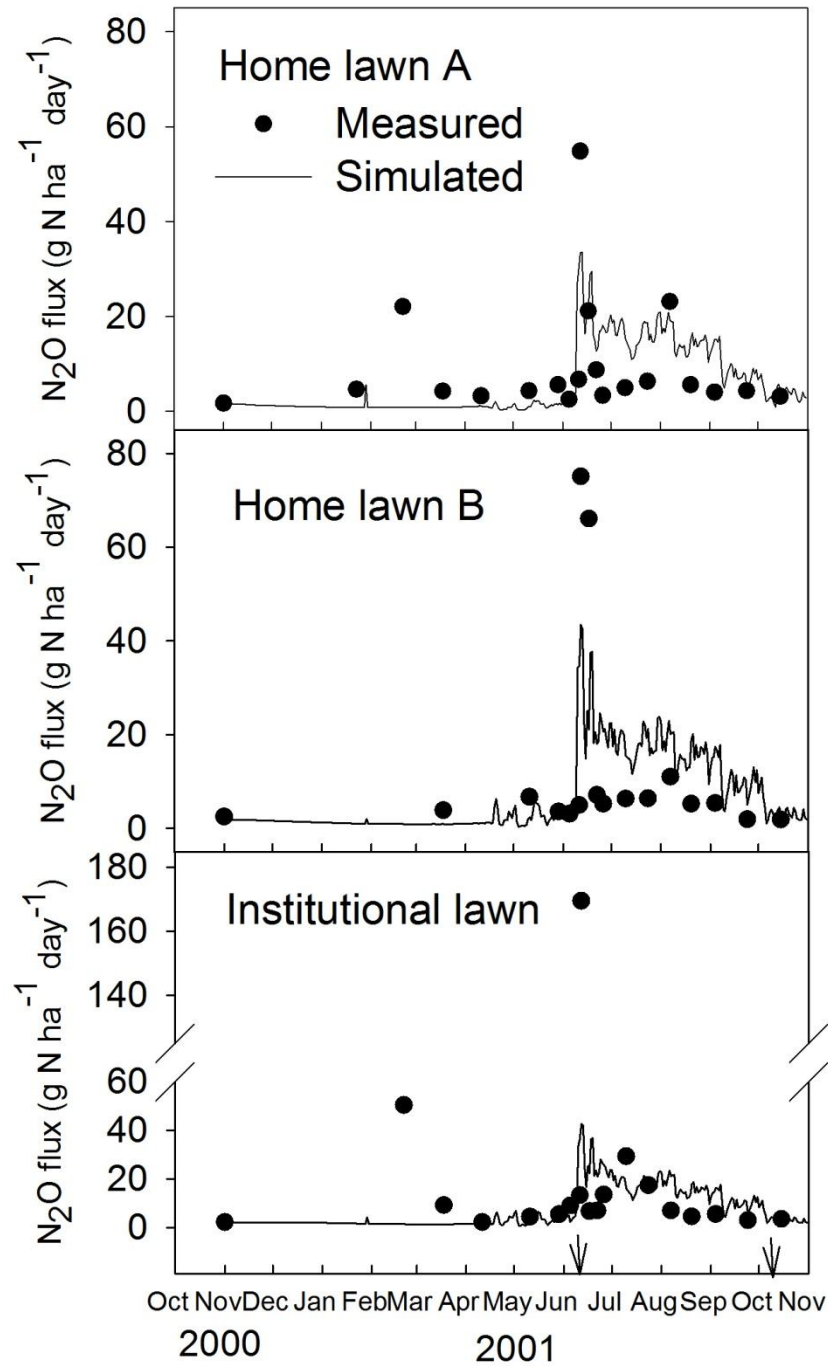 80
60
40
20
0
N₂O flux (g N ha⁻¹ day⁻¹)
Home lawn A
Measured
Simulated
80
60
40
20
0
N₂O flux (g N ha⁻¹ day⁻¹)
Home lawn B
180
160
140
60
40
20
0
N₂O flux (g N ha⁻¹ day⁻¹)
Institutional lawn
Oct Nov Dec Jan Feb Mar Apr May Jun Jul Aug Sep Oct Nov
2000 2001